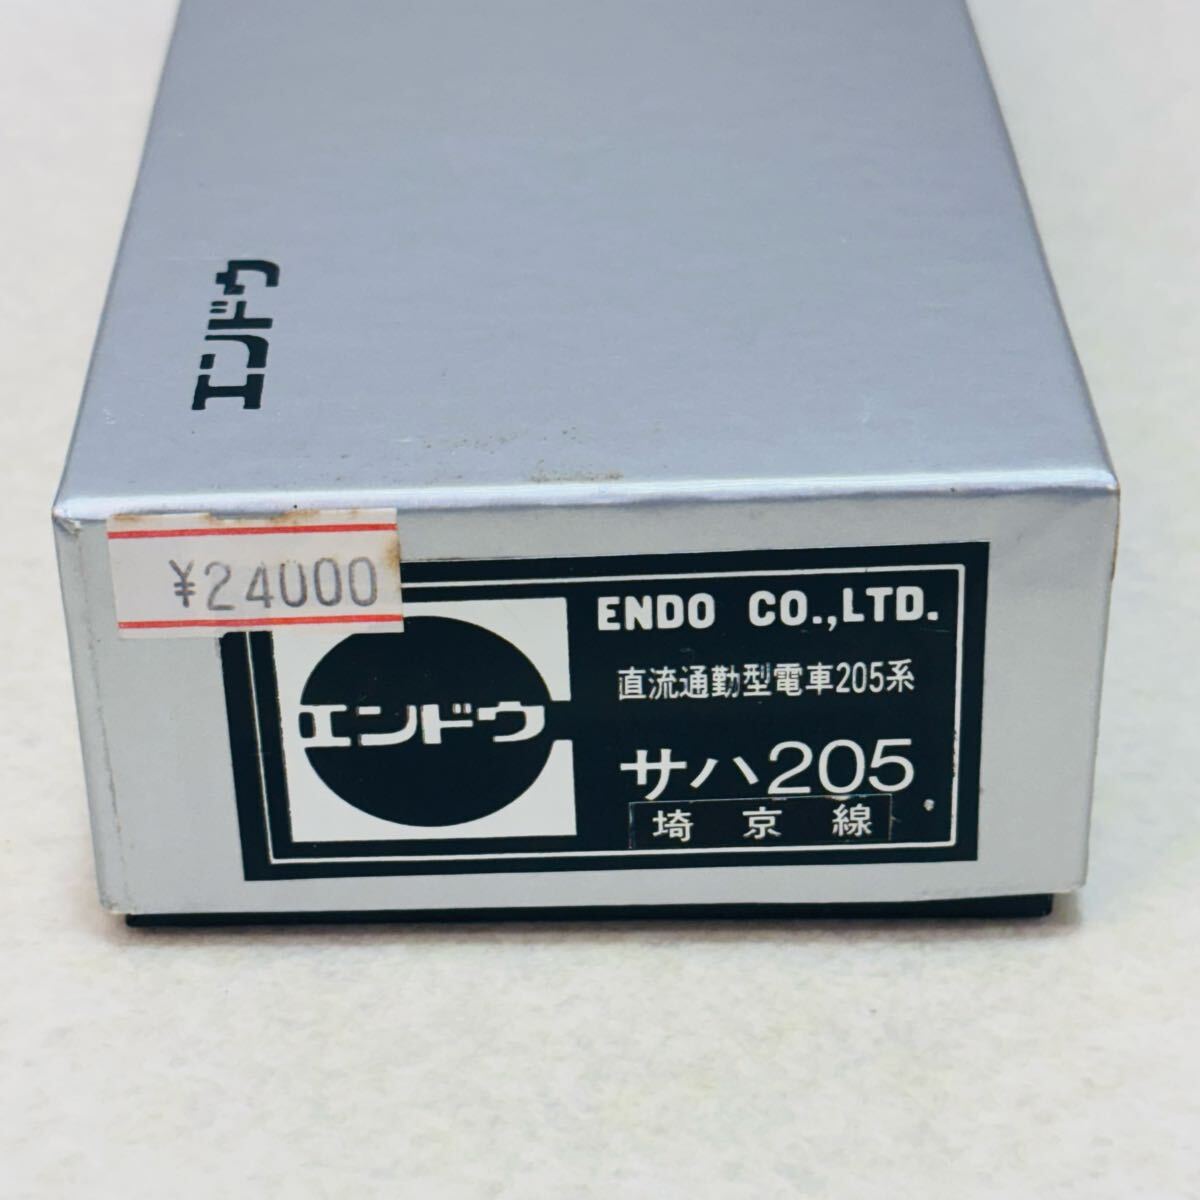 エンドウ
¥24000
ENDO CO.,LTD.
直流通勤型電車205系
エンドウ
サハ205
埼京線